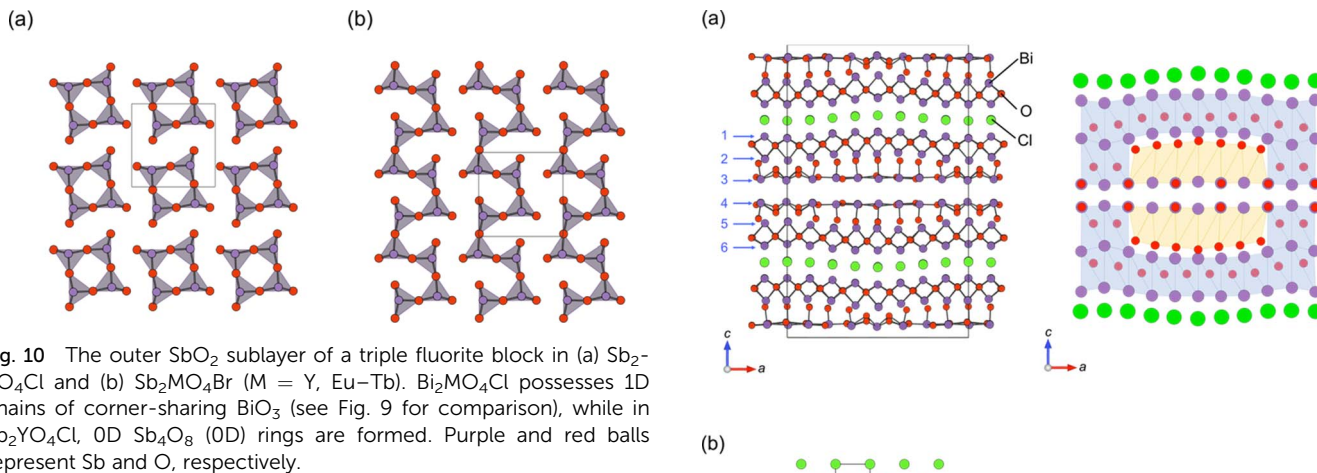 (a)
(b)
g. 10 The outer SbO₂ sublayer of a triple fluorite block in (a) Sb₂-
O₄Cl and (b) Sb₂MO₄Br (M = Y, Eu–Tb). Bi₂MO₄Cl possesses 1D
hains of corner-sharing BiO₃ (see Fig. 9 for comparison), while in
b₂YO₄Cl, 0D Sb₄O₈ (0D) rings are formed. Purple and red balls
epresent Sb and O, respectively.
(a)
Bi
O
Cl
1
2
3
4
5
6
c
a
c
a
(b)